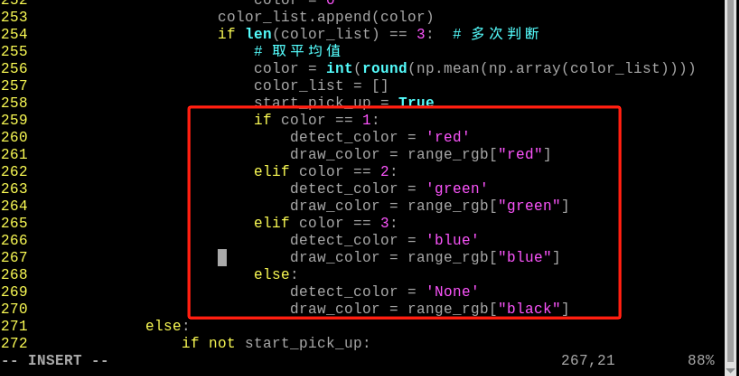 252                         color = 0
253                     color_list.append(color)
254                     if len(color_list) == 3:  # 多次判断
255                         # 取平均值
256                         color = int(round(np.mean(np.array(color_list))))
257                         color_list = []
258                         start_pick_up = True
259                         if color == 1:
260                             detect_color = 'red'
261                             draw_color = range_rgb["red"]
262                         elif color == 2:
263                             detect_color = 'green'
264                             draw_color = range_rgb["green"]
265                         elif color == 3:
266                             detect_color = 'blue'
267                             draw_color = range_rgb["blue"]
268                         else:
269                             detect_color = 'None'
270                             draw_color = range_rgb["black"]
271             else:
272                 if not start_pick_up:
-- INSERT --                                                  267,21        88%